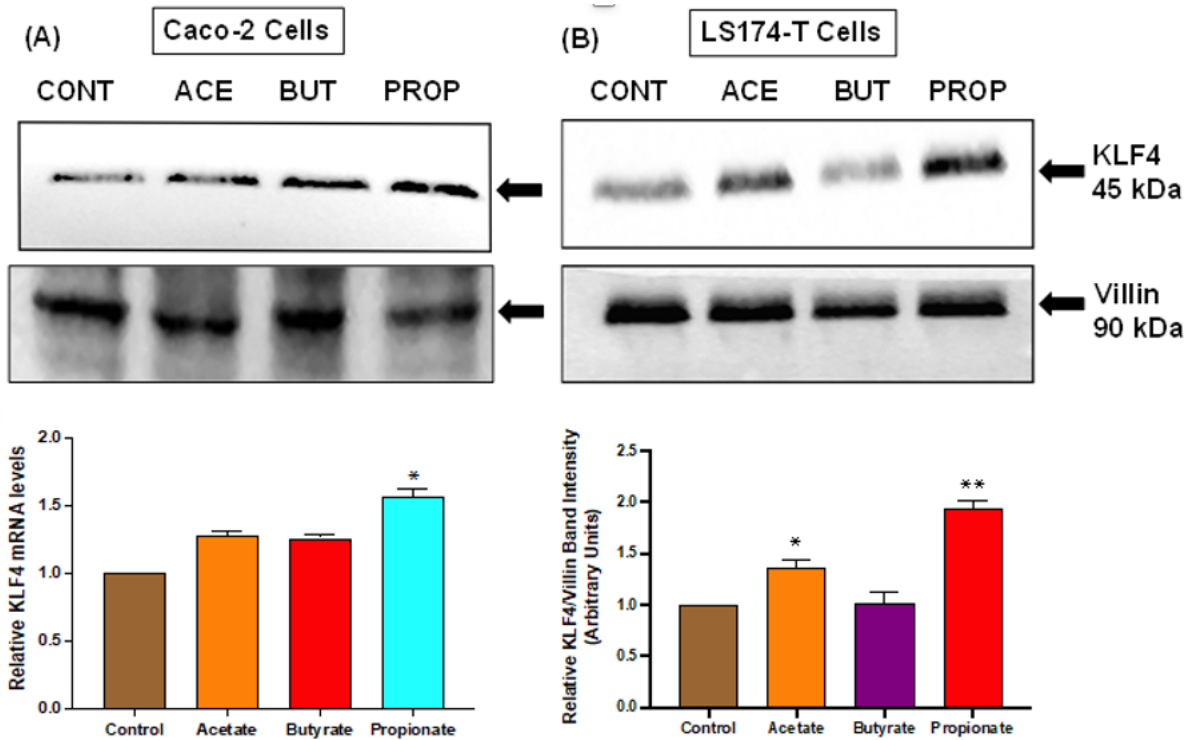 (A)
Caco-2 Cells
CONT ACE BUT PROP
(B)
LS174-T Cells
CONT ACE BUT PROP
KLF4
45 kDa
Villin
90 kDa
Relative KLF4 mRNA levels
2.0
1.5
1.0
0.5
0.0
*
Control Acetate Butyrate Propionate
Relative KLF4/Villin Band Intensity
(Arbitrary Units)
2.5
2.0
1.5
1.0
0.5
0.0
*
**
Control Acetate Butyrate Propionate